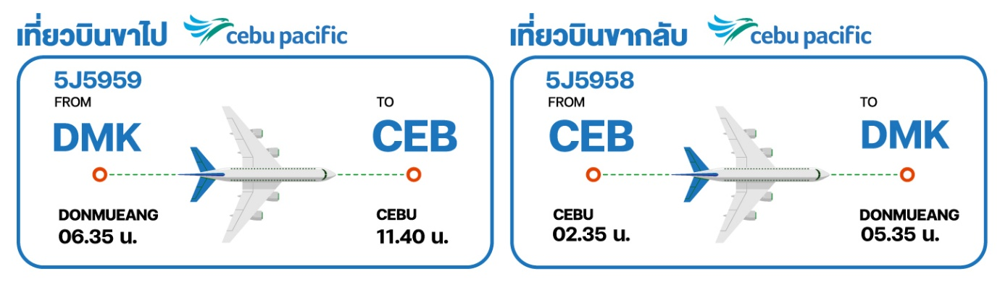 เที่ยวบินขาไป cebu pacific
5J5959
FROM TO
DMK CEB
DONMUEANG CEBU
06.35 น. 11.40 น.
เที่ยวบินขากลับ cebu pacific
5J5958
FROM TO
CEB DMK
CEBU DONMUEANG
02.35 น. 05.35 น.